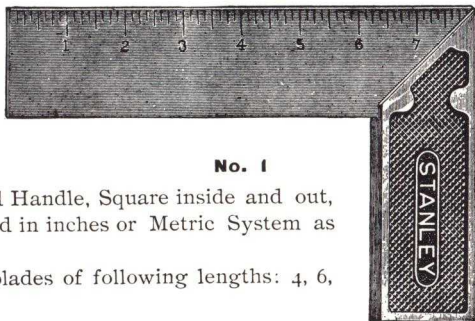 1 2 3 4 5 6 7
No. 1
Handle, Square inside and out,
in inches or Metric System as
blades of following lengths: 4, 6,
STANLEY